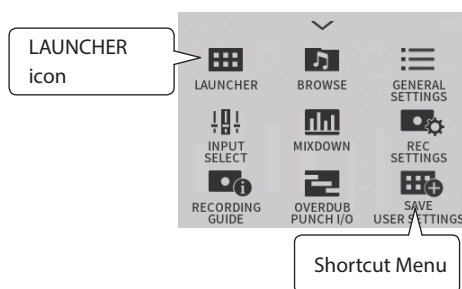 LAUNCHER
icon
LAUNCHER
BROWSE
GENERAL
SETTINGS
INPUT
SELECT
MIXDOWN
REC
SETTINGS
RECORDING
GUIDE
OVERDUB
PUNCH I/O
SAVE
USER SETTINGS
Shortcut Menu